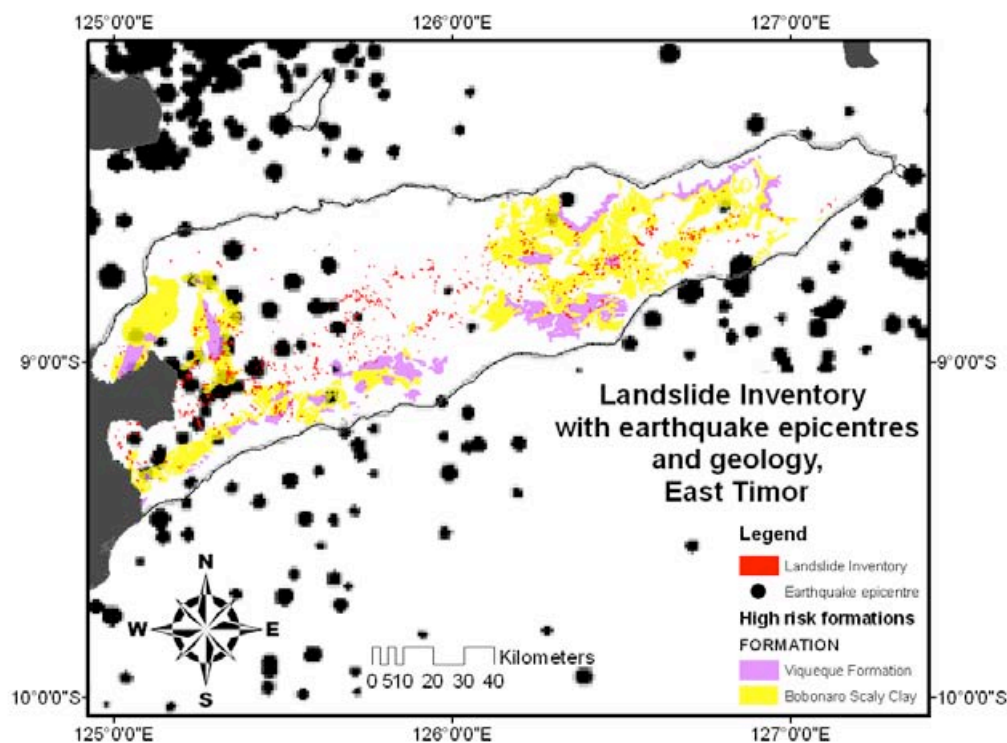 125°0'0"E
126°0'0"E
127°0'0"E
9°0'0"S
9°0'0"S
Landslide Inventory
with earthquake epicentres
and geology,
East Timor
Legend
Landslide Inventory
Earthquake epicentre
High risk formations
FORMATION
Viqueque Formation
Bobonaro Scaly Clay
N
W
E
S
Kilometers
0 5 10 20 30 40
10°0'0"S
10°0'0"S
125°0'0"E
126°0'0"E
127°0'0"E